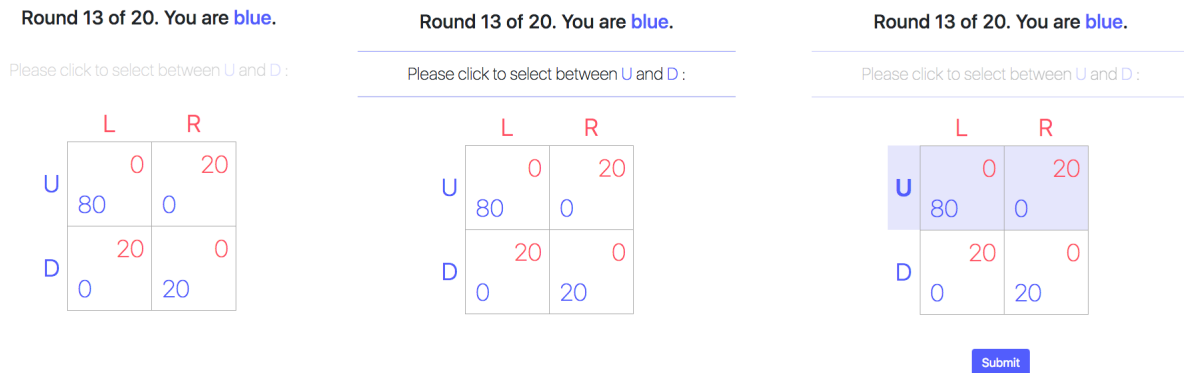 Round 13 of 20. You are blue.
Please click to select between U and D :
L R
0 20
U
80 0
20 0
D
0 20
Round 13 of 20. You are blue.
Please click to select between U and D :
L R
0 20
U
80 0
20 0
D
0 20
Round 13 of 20. You are blue.
Please click to select between U and D :
L R
0 20
U
80 0
20 0
D
0 20
Submit